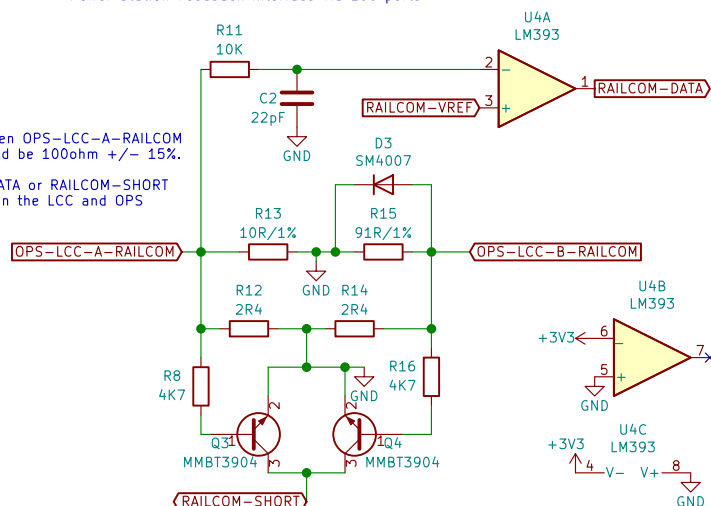 U4A
LM393
R11
10K
2
−
1
RAILCOM-DATA
C2
22pF
RAILCOM-VREF
3
+
GND
en OPS-LCC-A-RAILCOM
d be 100ohm +/- 15%.
D3
SM4007
ATA or RAILCOM-SHORT
n the LCC and OPS
R13
10R/1%
R15
91R/1%
OPS-LCC-A-RAILCOM
OPS-LCC-B-RAILCOM
GND
R12
2R4
R14
2R4
U4B
LM393
+3V3
6
−
7
5
+
GND
R8
4K7
R16
4K7
GND
2
2
Q3
1
1
Q4
MMBT3904
MMBT3904
3
3
U4C
LM393
+3V3
4
V-
V+
8
GND
RAILCOM-SHORT